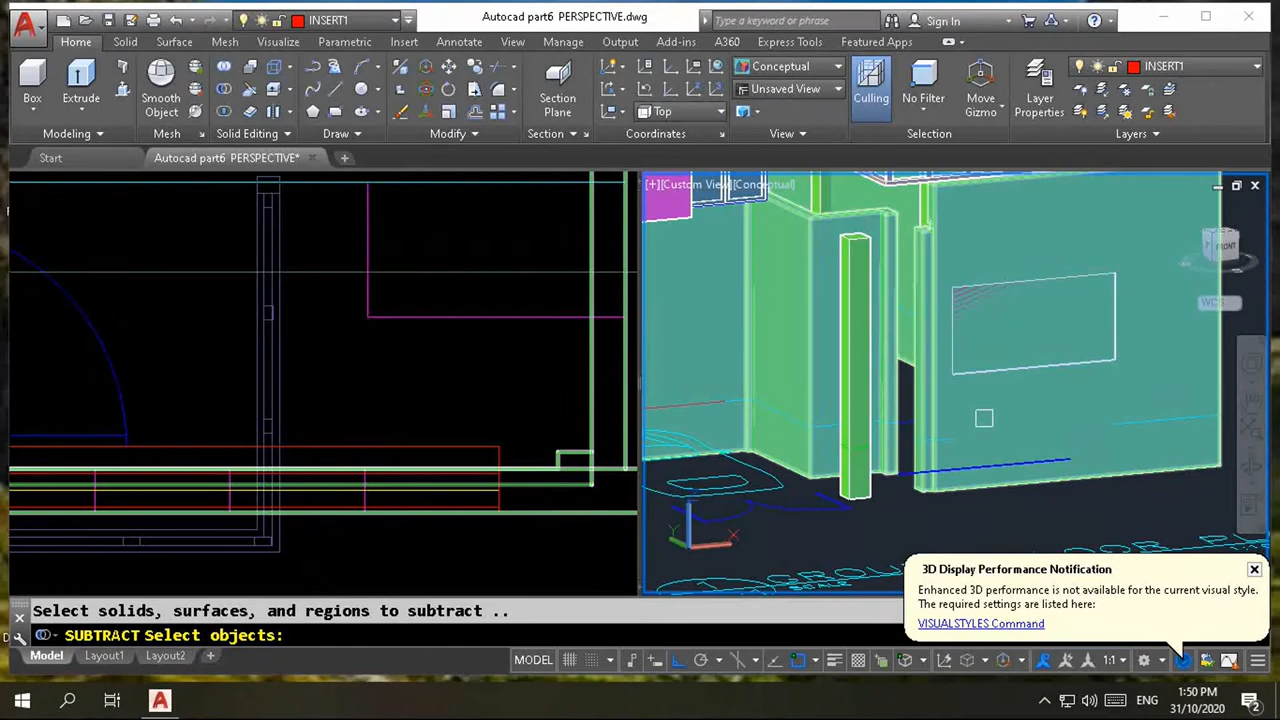 INSERT1
Autocad part6 PERSPECTIVE.dwg
Type a keyword or phrase
Sign In
Home Solid Surface Mesh Visualize Parametric Insert Annotate View Manage Output Add-ins A360 Express Tools Featured Apps
Box
Extrude
Smooth
Object
Section
Plane
Conceptual
Unsaved View
Top
Culling
No Filter
Move
Gizmo
Layer
Properties
INSERT1
Modeling
Mesh
Solid Editing
Draw
Modify
Section
Coordinates
View
Selection
Layers
Start
Autocad part6 PERSPECTIVE*
[+][Custom View][Conceptual]
FRONT
WCS
Y
X
SCALE
3D Display Performance Notification
Enhanced 3D performance is not available for the current visual style.
The required settings are listed here:
VISUALSTYLES Command
Select solids, surfaces, and regions to subtract ..
SUBTRACT Select objects:
Model Layout1 Layout2
MODEL
1:1
ENG
1:50 PM
31/10/2020
2